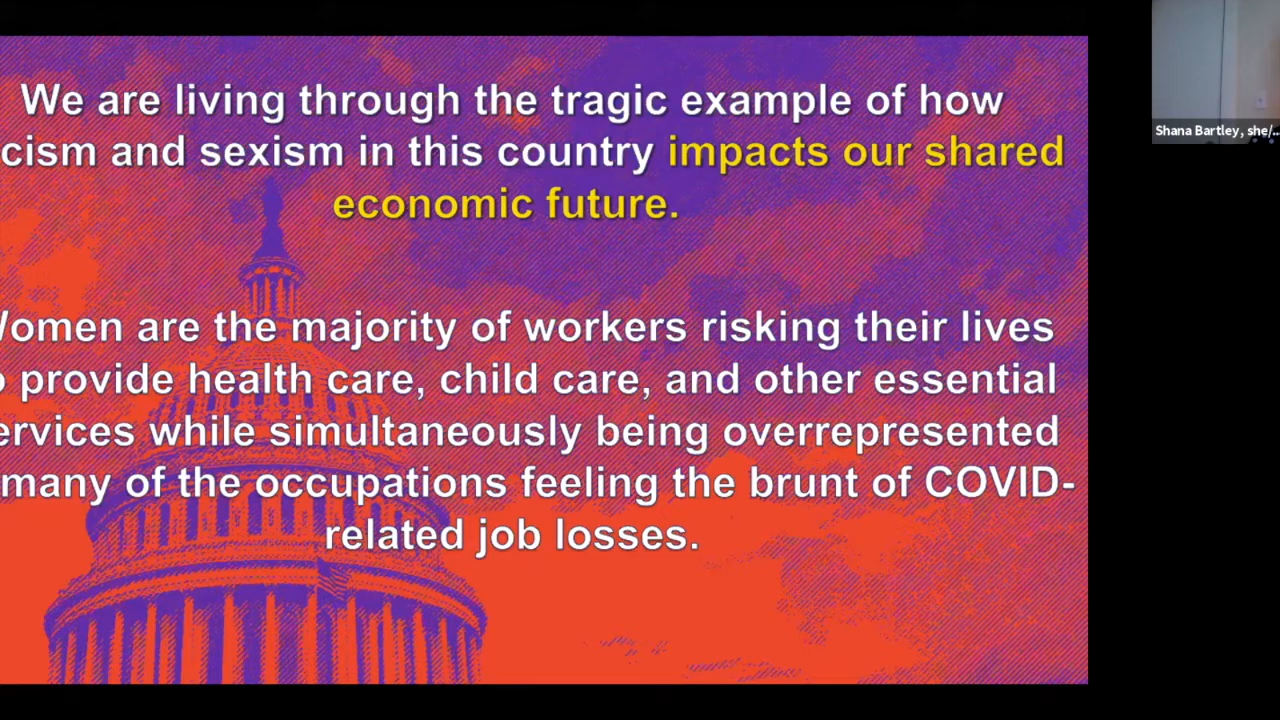 We are living through the tragic example of how
cism and sexism in this country impacts our shared
economic future.
omen are the majority of workers risking their lives
provide health care, child care, and other essential
ervices while simultaneously being overrepresented
many of the occupations feeling the brunt of COVID-
related job losses.
Shana Bartley, she/...